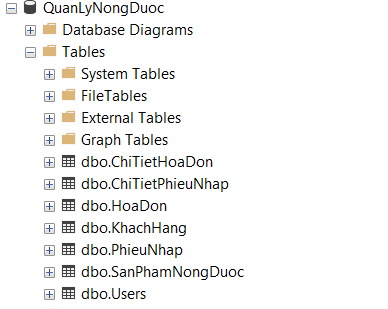 QuanLyNongDuoc
Database Diagrams
Tables
System Tables
FileTables
External Tables
Graph Tables
dbo.ChiTietHoaDon
dbo.ChiTietPhieuNhap
dbo.HoaDon
dbo.KhachHang
dbo.PhieuNhap
dbo.SanPhamNongDuoc
dbo.Users